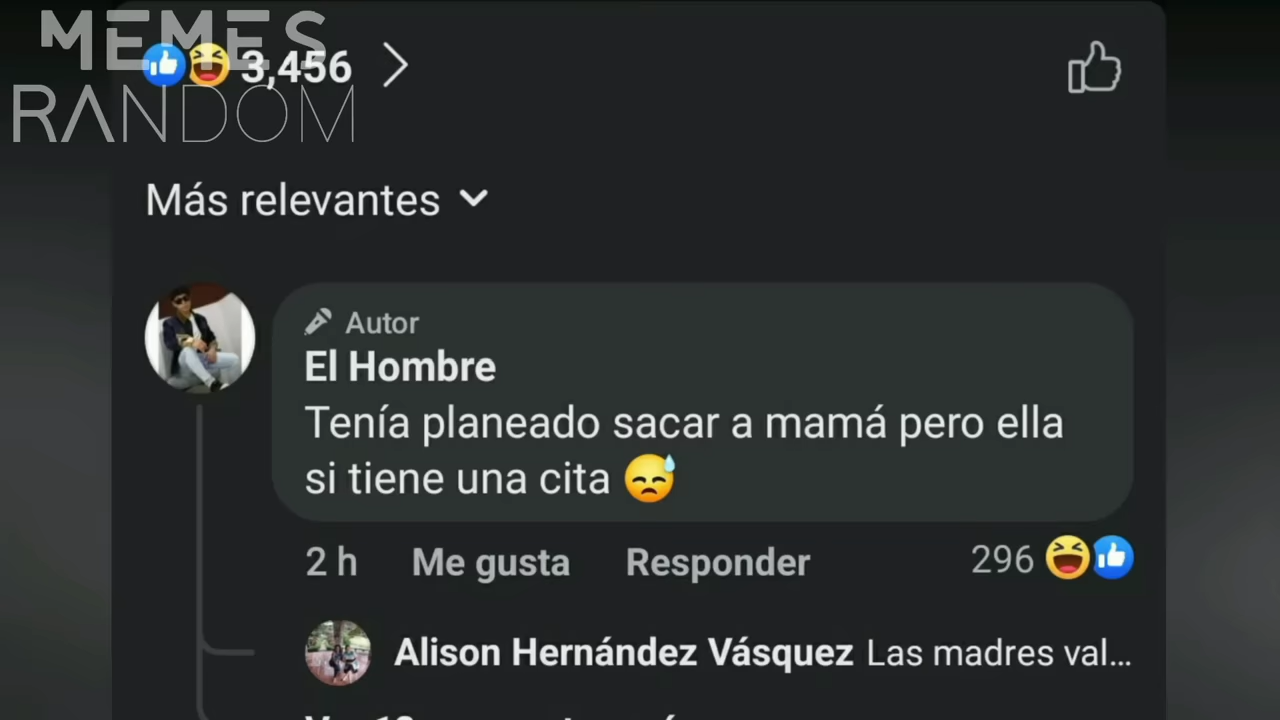 MEMES
RANDOM
3,456
Más relevantes
Autor
El Hombre
Tenía planeado sacar a mamá pero ella
si tiene una cita
2 h Me gusta Responder 296
Alison Hernández Vásquez Las madres val...